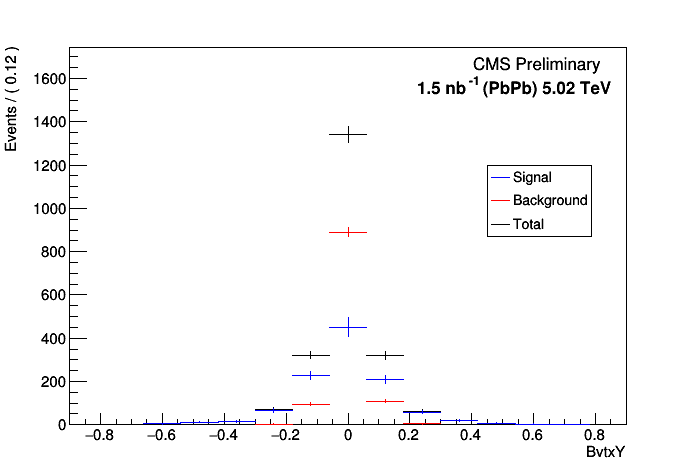 CMS Preliminary
1.5 nb-1 (PbPb) 5.02 TeV
Events / ( 0.12 )
1600
1400
1200
1000
800
600
400
200
0
Signal
Background
Total
−0.8 −0.6 −0.4 −0.2 0 0.2 0.4 0.6 0.8
BvtxY